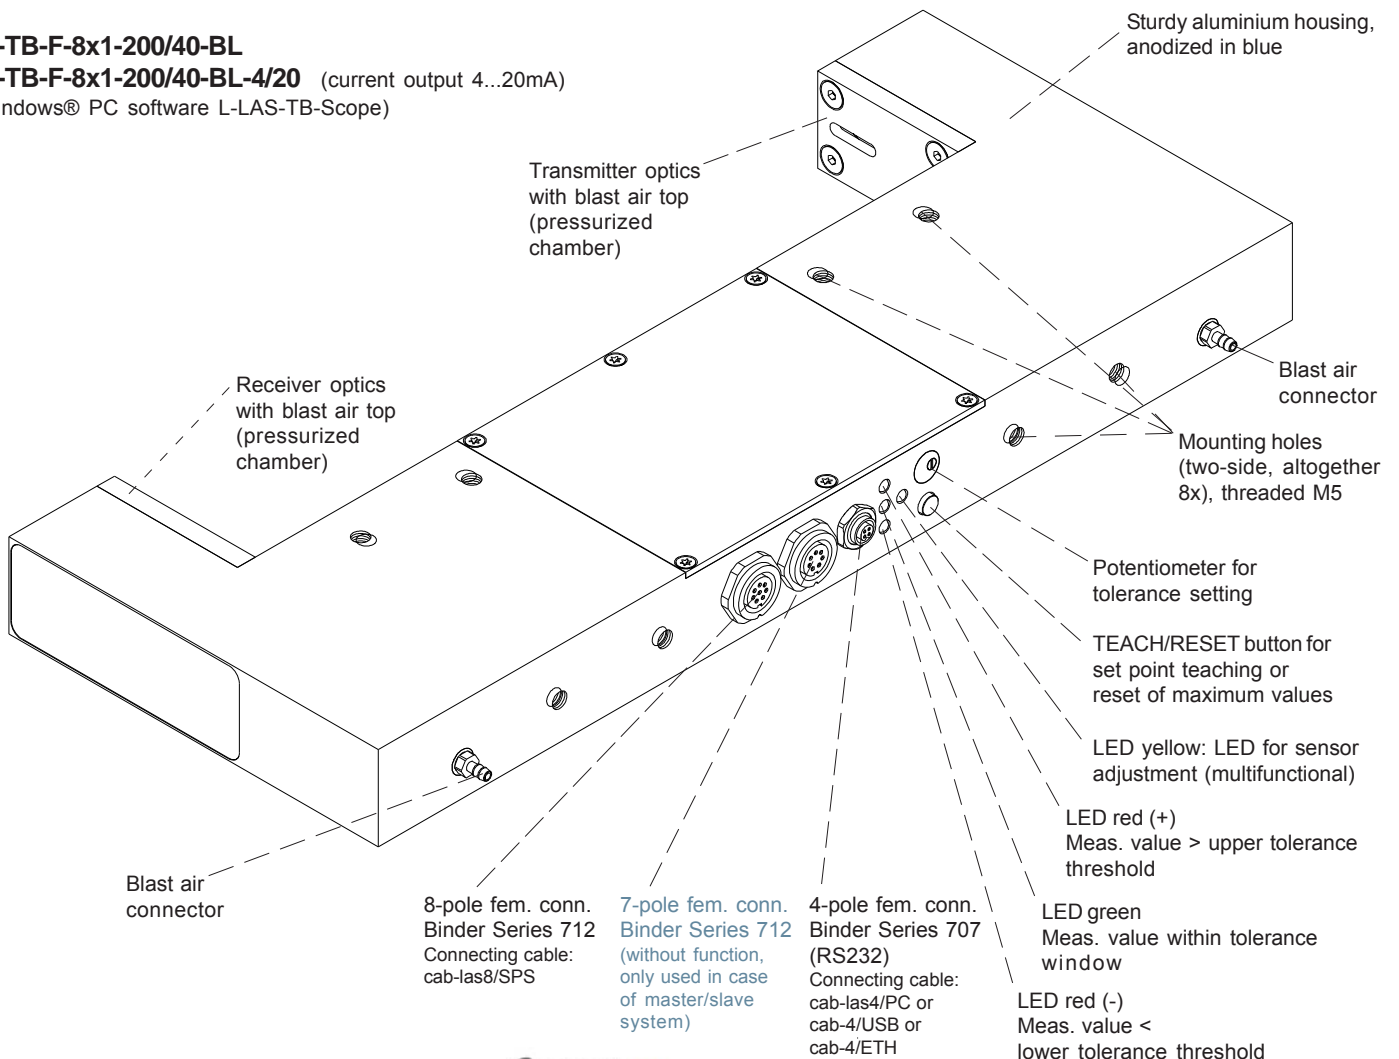 -TB-F-8x1-200/40-BL
-TB-F-8x1-200/40-BL-4/20 (current output 4...20mA)
ndows® PC software L-LAS-TB-Scope)
Sturdy aluminium housing,
anodized in blue
Transmitter optics
with blast air top
(pressurized
chamber)
Receiver optics
with blast air top
(pressurized
chamber)
Blast air
connector
Mounting holes
(two-side, altogether
8x), threaded M5
Potentiometer for
tolerance setting
TEACH/RESET button for
set point teaching or
reset of maximum values
LED yellow: LED for sensor
adjustment (multifunctional)
LED red (+)
Meas. value > upper tolerance
threshold
LED green
Meas. value within tolerance
window
LED red (-)
Meas. value <
lower tolerance threshold
Blast air
connector
8-pole fem. conn.
Binder Series 712
Connecting cable:
cab-las8/SPS
7-pole fem. conn.
Binder Series 712
(without function,
only used in case
of master/slave
system)
4-pole fem. conn.
Binder Series 707
(RS232)
Connecting cable:
cab-las4/PC or
cab-4/USB or
cab-4/ETH